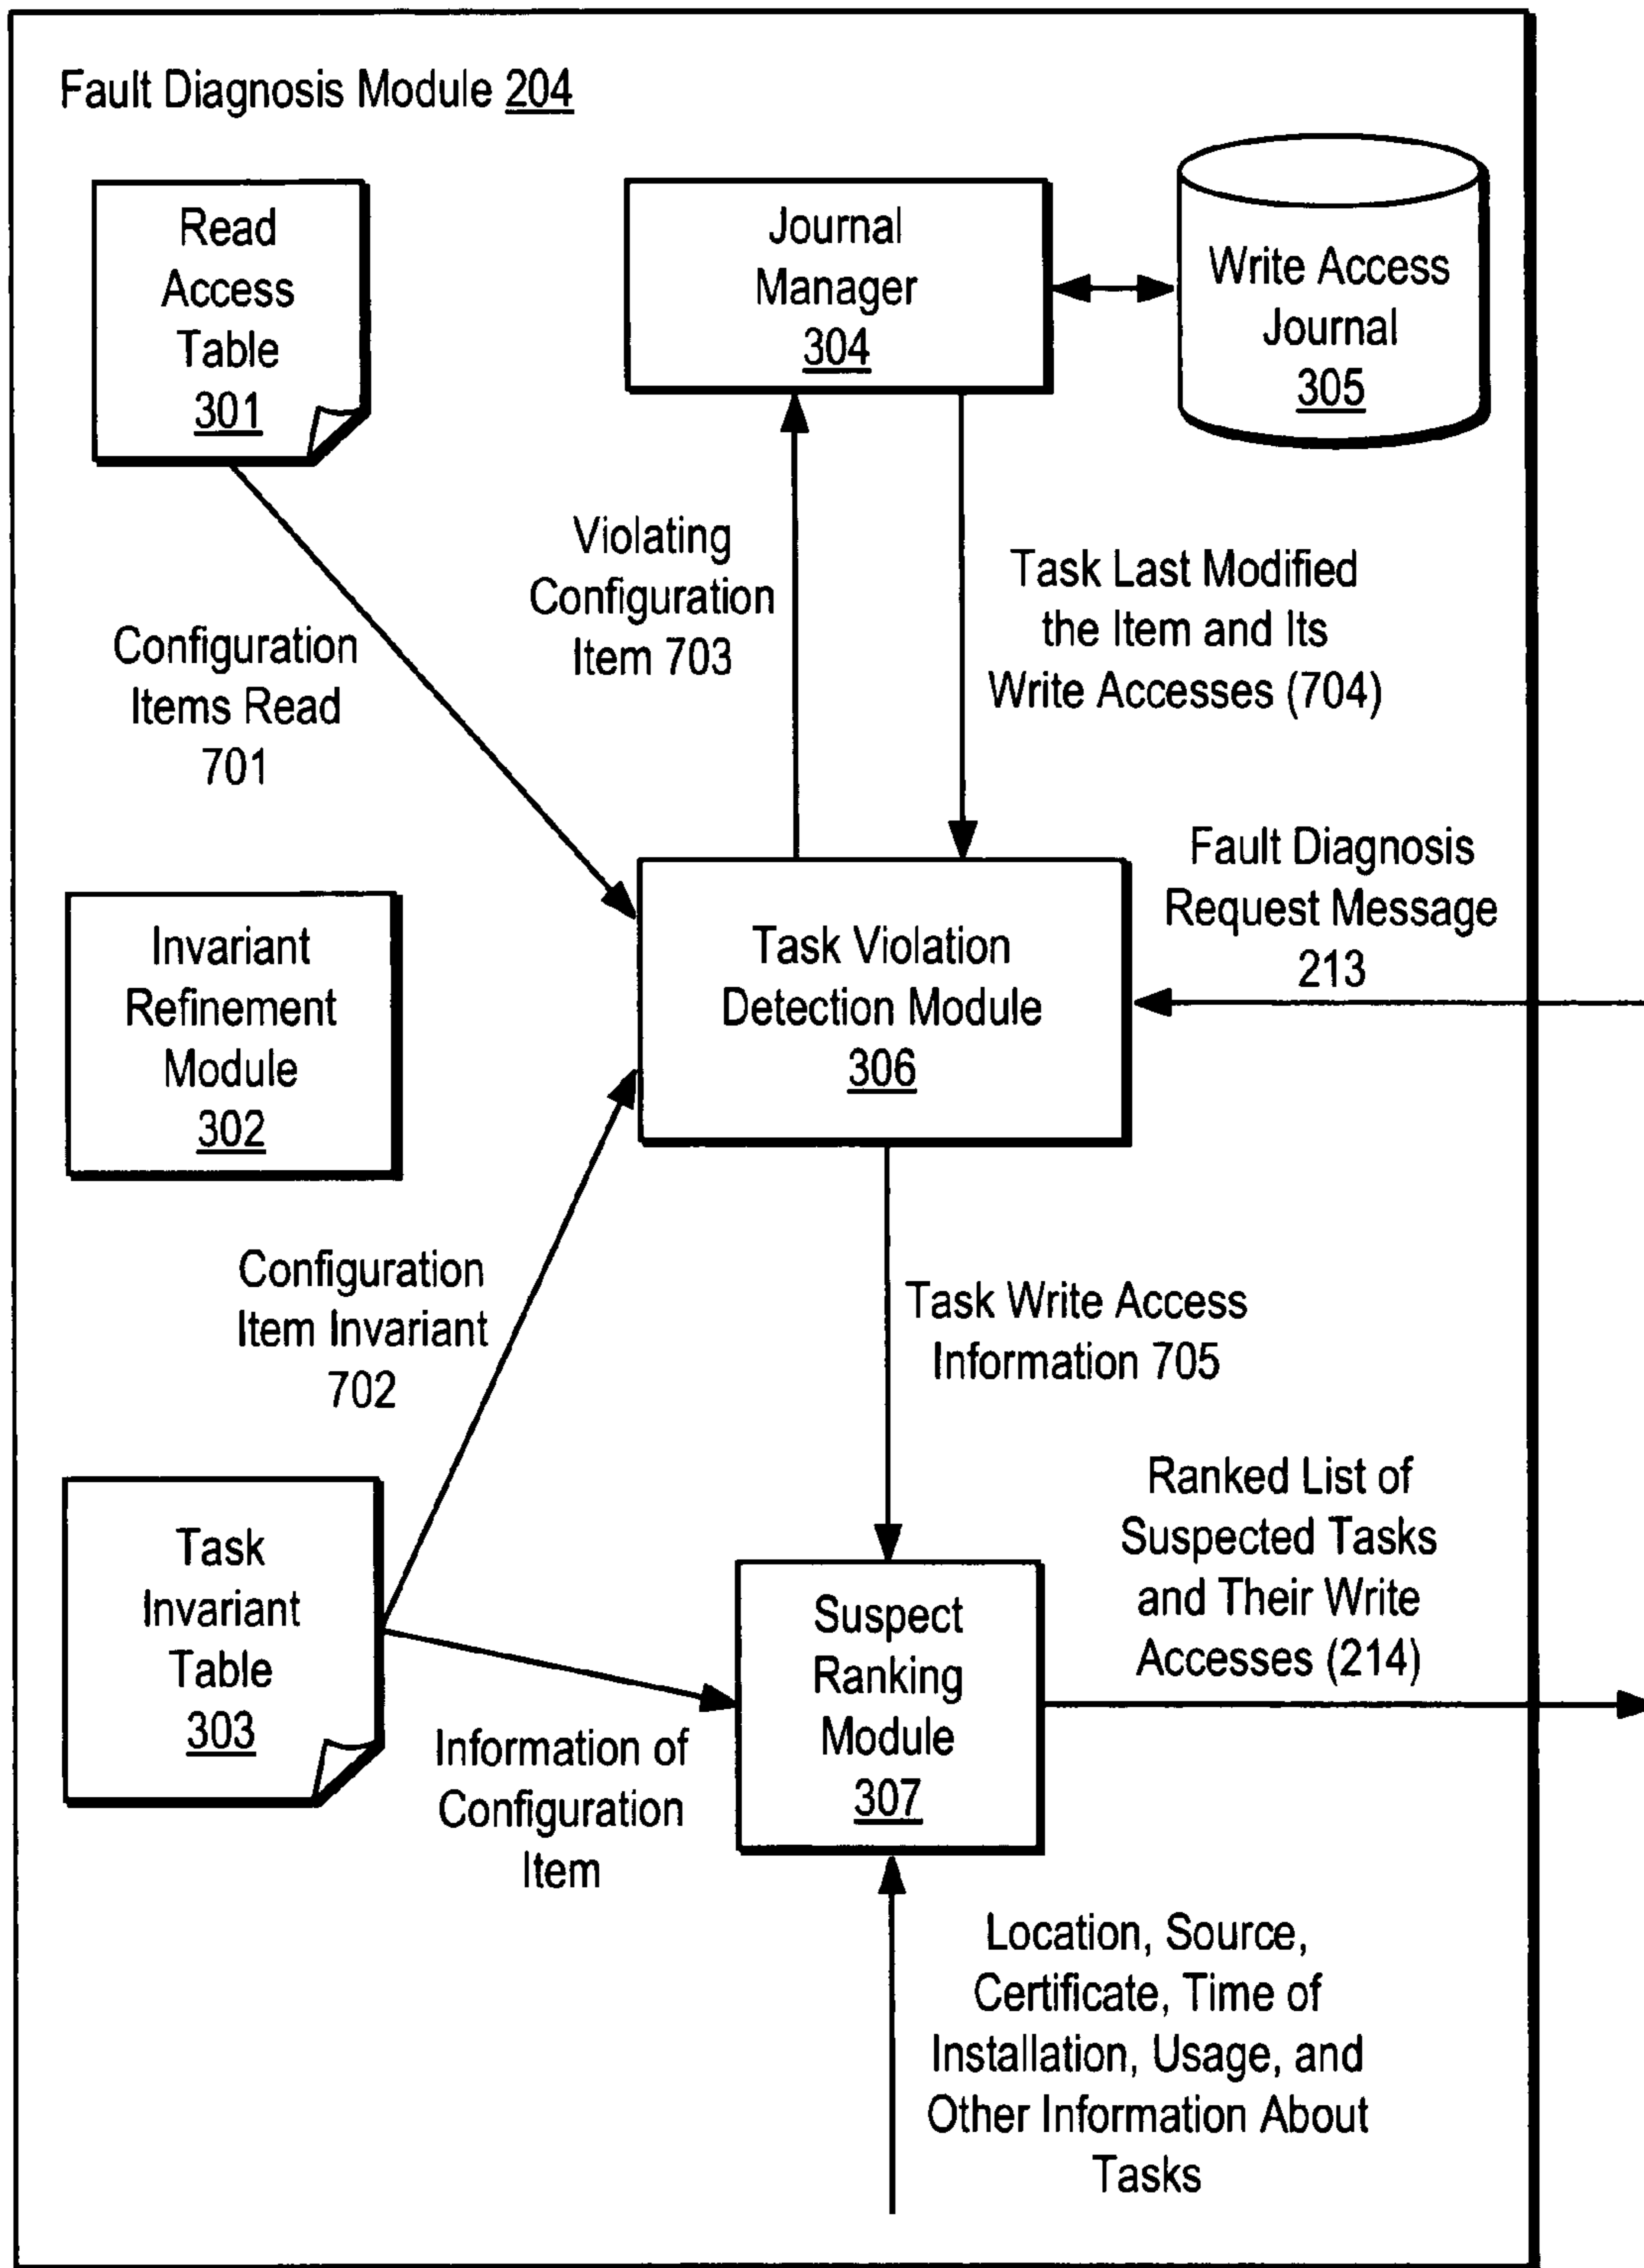 Fault Diagnosis Module 204
Read
Access
Table
301
Journal
Manager
304
Write Access
Journal
305
Configuration
Items Read
701
Violating
Configuration
Item 703
Task Last Modified
the Item and Its
Write Accesses (704)
Fault Diagnosis
Request Message
213
Invariant
Refinement
Module
302
Task Violation
Detection Module
306
Configuration
Item Invariant
702
Task Write Access
Information 705
Task
Invariant
Table
303
Information of
Configuration
Item
Suspect
Ranking
Module
307
Ranked List of
Suspected Tasks
and Their Write
Accesses (214)
Location, Source,
Certificate, Time of
Installation, Usage, and
Other Information About
Tasks